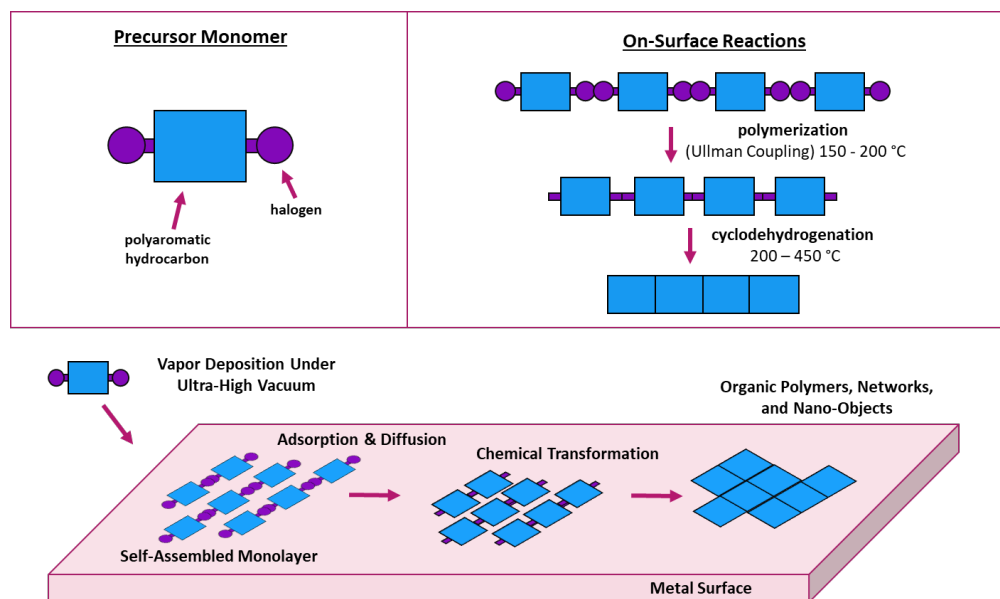 Precursor Monomer
halogen
polyaromatic
hydrocarbon
On-Surface Reactions
polymerization
(Ullman Coupling) 150 - 200 °C
cyclodehydrogenation
200 – 450 °C
Vapor Deposition Under
Ultra-High Vacuum
Organic Polymers, Networks,
and Nano-Objects
Adsorption & Diffusion
Chemical Transformation
Self-Assembled Monolayer
Metal Surface